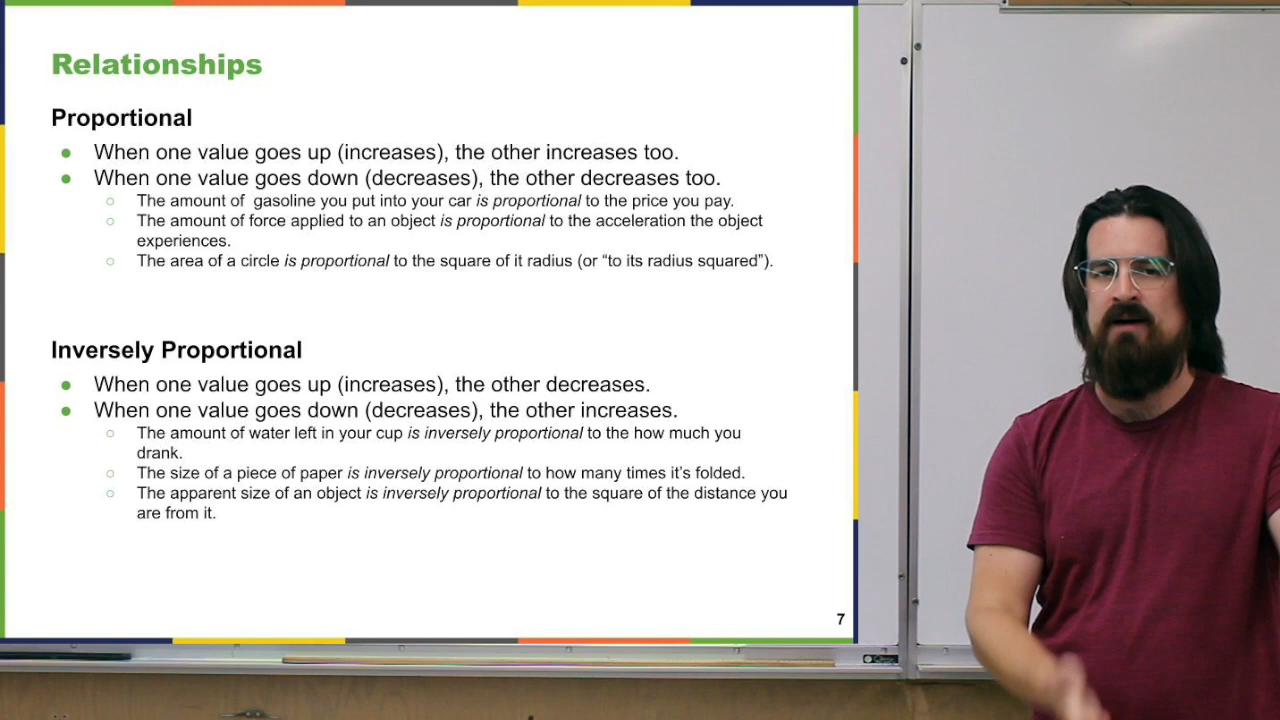 Relationships
Proportional
● When one value goes up (increases), the other increases too.
● When one value goes down (decreases), the other decreases too.
○ The amount of gasoline you put into your car is proportional to the price you pay.
○ The amount of force applied to an object is proportional to the acceleration the object
experiences.
○ The area of a circle is proportional to the square of it radius (or “to its radius squared”).
Inversely Proportional
● When one value goes up (increases), the other decreases.
● When one value goes down (decreases), the other increases.
○ The amount of water left in your cup is inversely proportional to the how much you
drank.
○ The size of a piece of paper is inversely proportional to how many times it’s folded.
○ The apparent size of an object is inversely proportional to the square of the distance you
are from it.
7